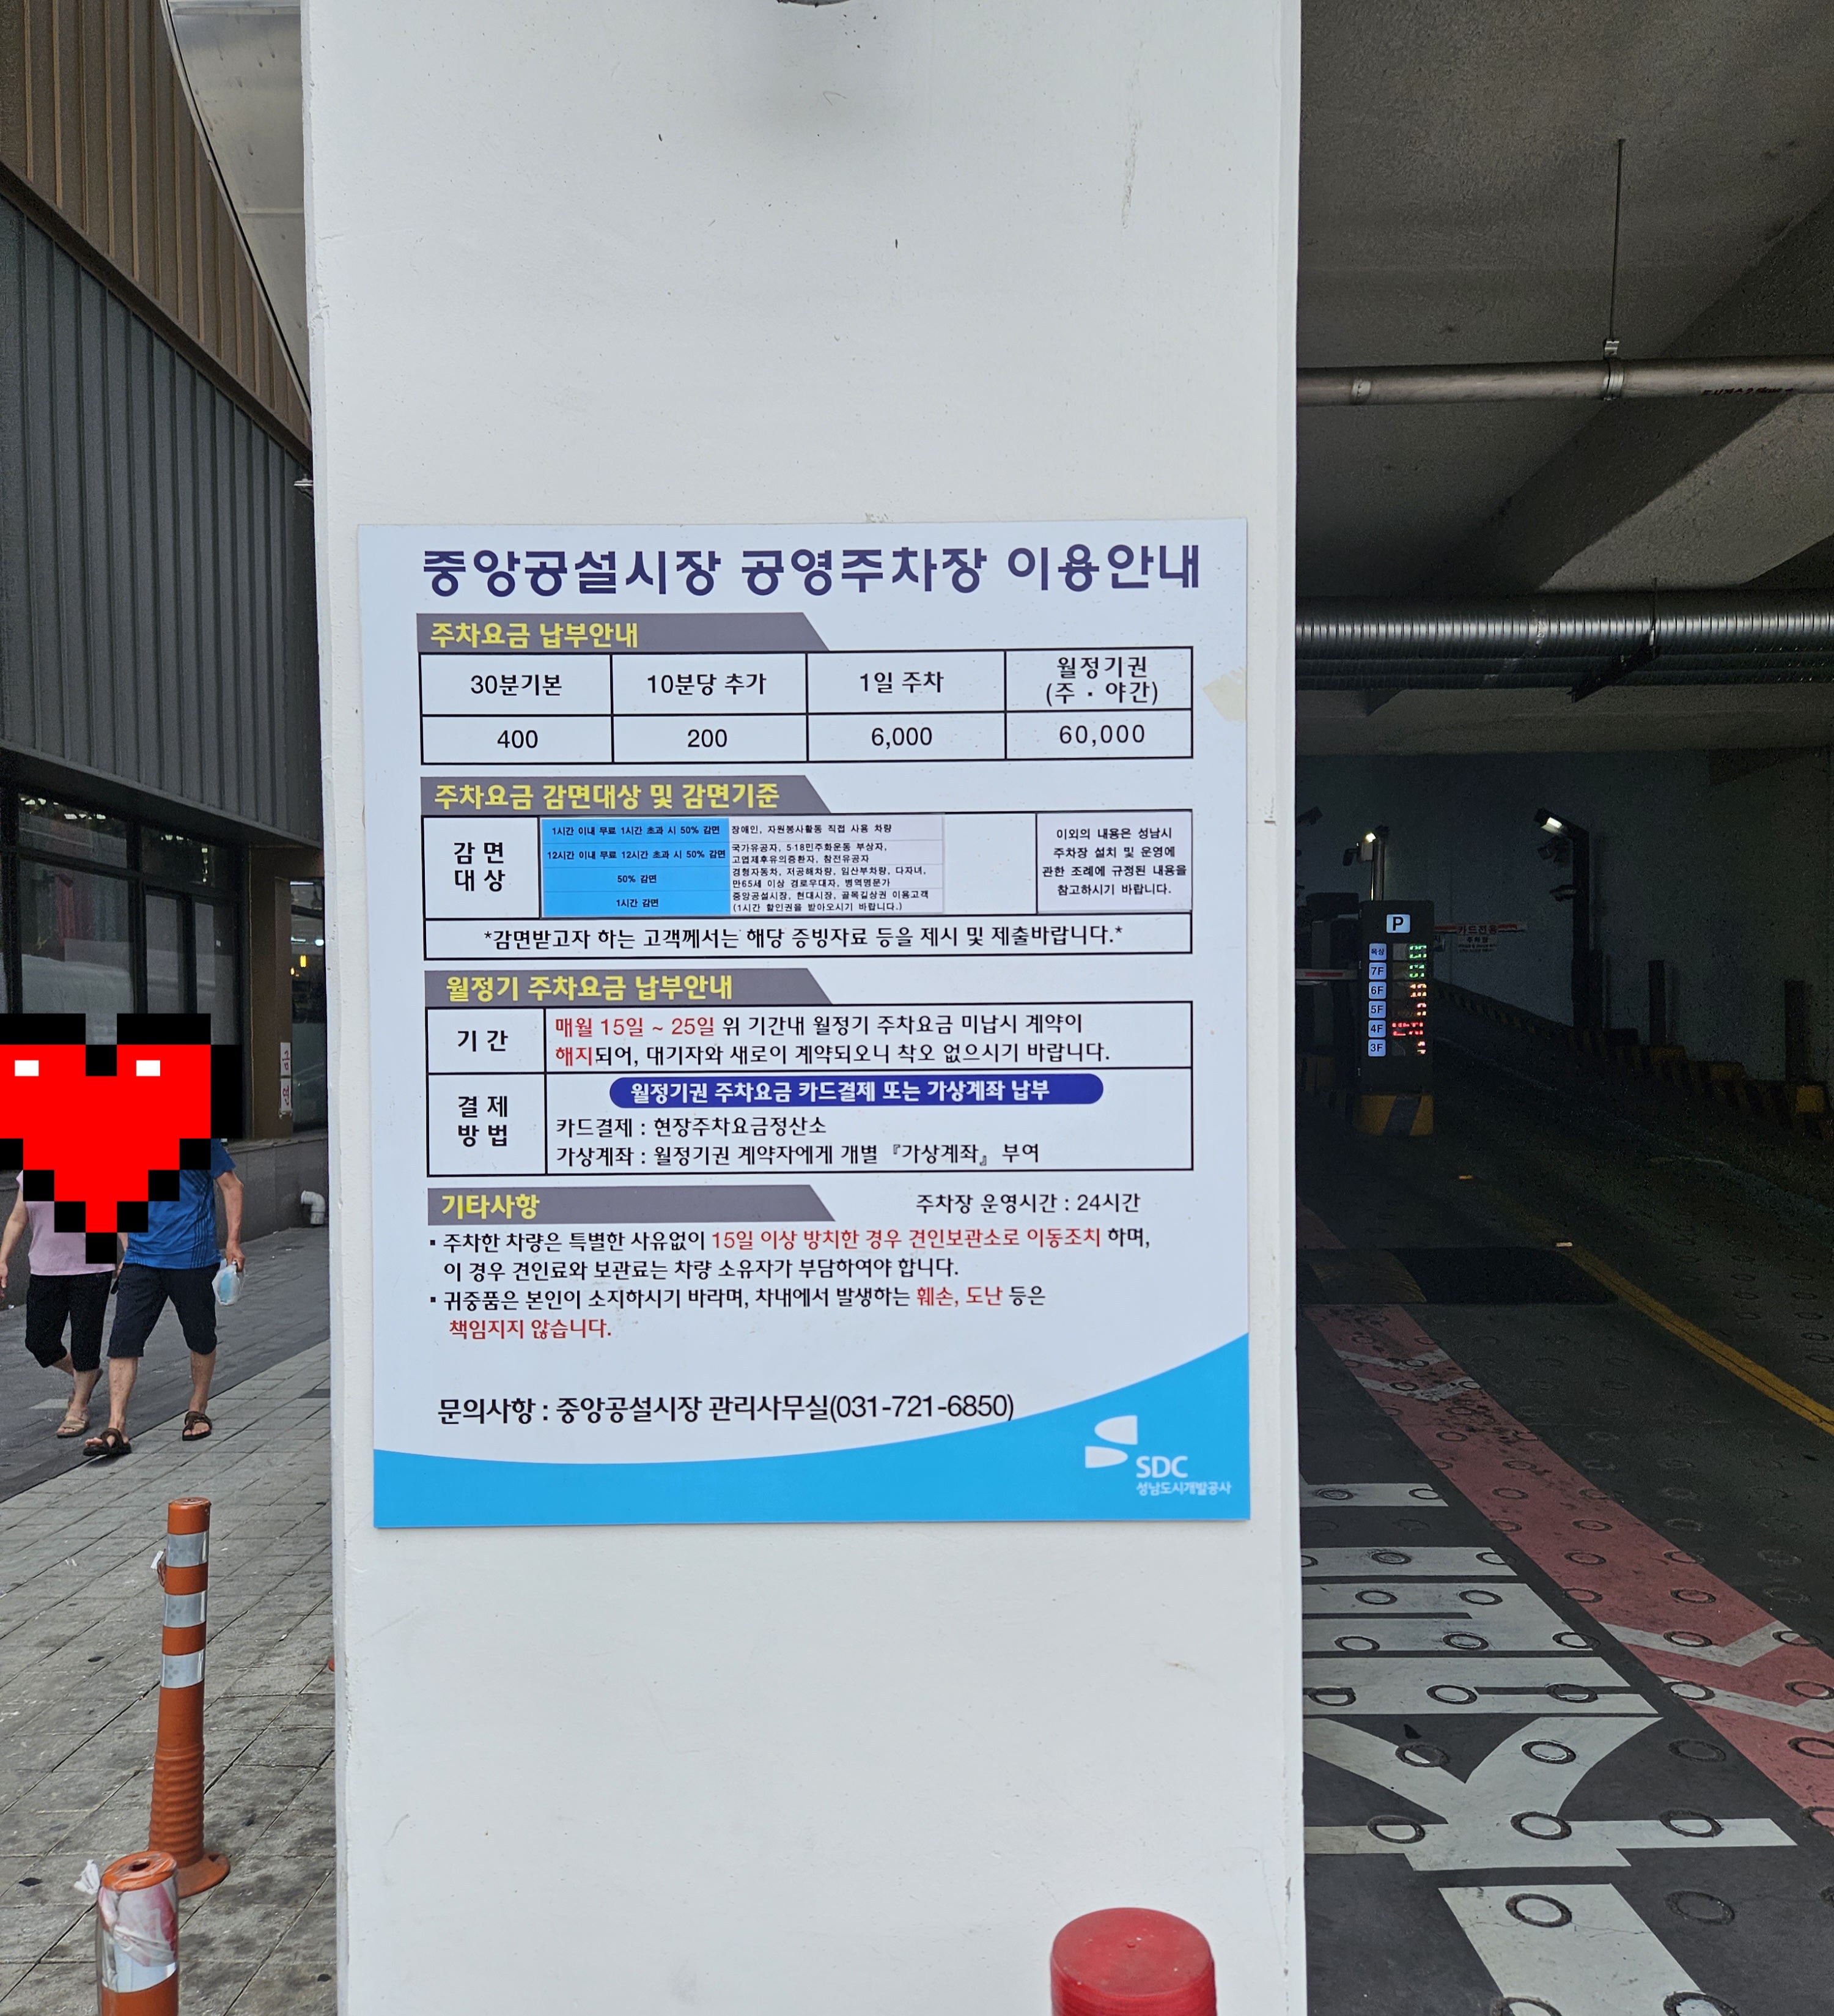 중앙공설시장 공영주차장 이용안내
주차요금 납부안내
30분기본 10분당 추가 1일 주차 월정기권
(주 · 야간)
400 200 6,000 60,000
주차요금 감면대상 및 감면기준
감 면
대 상
1시간 이내 무료 1시간 초과 시 50% 감면 장애인, 자원봉사활동 직접 사용 차량
12시간 이내 무료 12시간 초과 시 50% 감면 국가유공자, 5·18민주화운동 부상자,
고엽제후유의증환자, 참전유공자
50% 감면 경형자동차, 저공해차량, 임산부차량, 다자녀,
만65세 이상 경로우대자, 병역명문가
1시간 감면 중앙공설시장, 현대시장, 골목길상권 이용고객
(1시간 할인권을 받아오시기 바랍니다.)
이외의 내용은 성남시
주차장 설치 및 운영에
관한 조례에 규정된 내용을
참고하시기 바랍니다.
*감면받고자 하는 고객께서는 해당 증빙자료 등을 제시 및 제출바랍니다.*
월정기 주차요금 납부안내
기 간
매월 15일 ~ 25일 위 기간내 월정기 주차요금 미납시 계약이
해지되어, 대기자와 새로이 계약되오니 착오 없으시기 바랍니다.
결 제
방 법
월정기권 주차요금 카드결제 또는 가상계좌 납부
카드결제 : 현장주차요금정산소
가상계좌 : 월정기권 계약자에게 개별 『가상계좌』 부여
기타사항
주차장 운영시간 : 24시간
▪ 주차한 차량은 특별한 사유없이 15일 이상 방치한 경우 견인보관소로 이동조치 하며,
이 경우 견인료와 보관료는 차량 소유자가 부담하여야 합니다.
▪ 귀중품은 본인이 소지하시기 바라며, 차내에서 발생하는 훼손, 도난 등은
책임지지 않습니다.
문의사항 : 중앙공설시장 관리사무실(031-721-6850)
SDC
성남도시개발공사
금
연
P
옥상
7F
6F
5F
4F
3F
카드전용